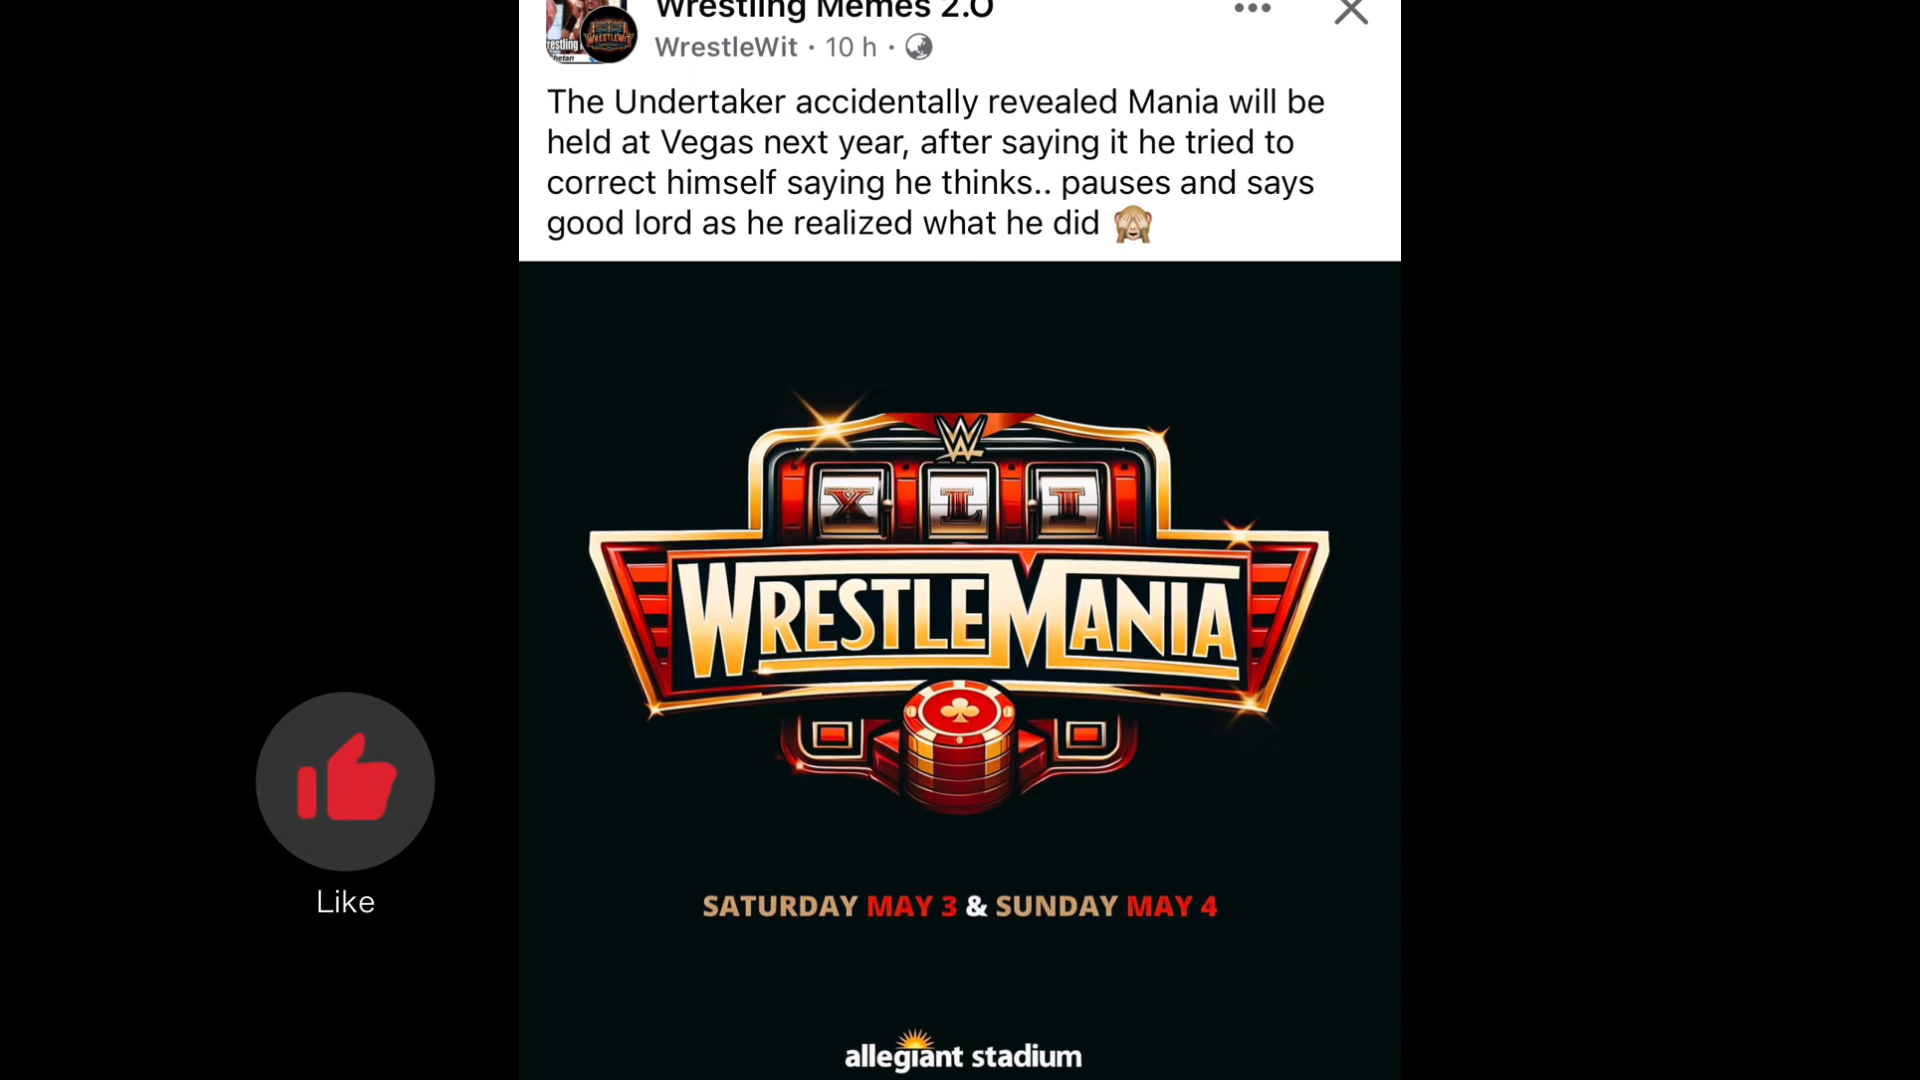 Wrestling Memes 2.0
WrestleWit · 10 h ·
The Undertaker accidentally revealed Mania will be
held at Vegas next year, after saying it he tried to
correct himself saying he thinks.. pauses and says
good lord as he realized what he did 🙈
W
X L I
WRESTLEMANIA
SATURDAY MAY 3 & SUNDAY MAY 4
allegiant stadium
Like